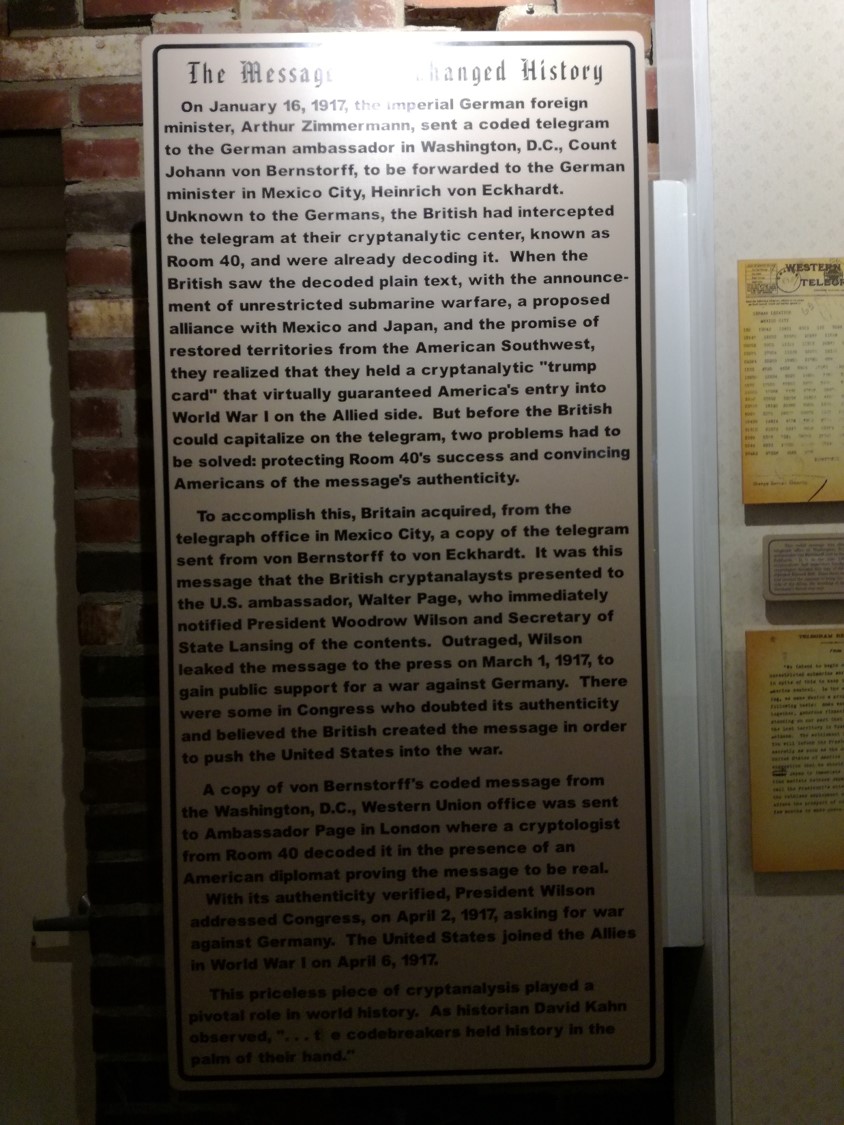 The Message Changed History
On January 16, 1917, the Imperial German foreign
minister, Arthur Zimmermann, sent a coded telegram
to the German ambassador in Washington, D.C., Count
Johann von Bernstorff, to be forwarded to the German
minister in Mexico City, Heinrich von Eckhardt.
Unknown to the Germans, the British had intercepted
the telegram at their cryptanalytic center, known as
Room 40, and were already decoding it. When the
British saw the decoded plain text, with the announce-
ment of unrestricted submarine warfare, a proposed
alliance with Mexico and Japan, and the promise of
restored territories from the American Southwest,
they realized that they held a cryptanalytic "trump
card" that virtually guaranteed America's entry into
World War I on the Allied side. But before the British
could capitalize on the telegram, two problems had to
be solved: protecting Room 40's success and convincing
Americans of the message's authenticity.
To accomplish this, Britain acquired, from the
telegraph office in Mexico City, a copy of the telegram
sent from von Bernstorff to von Eckhardt. It was this
message that the British cryptanalaysts presented to
the U.S. ambassador, Walter Page, who immediately
notified President Woodrow Wilson and Secretary of
State Lansing of the contents. Outraged, Wilson
leaked the message to the press on March 1, 1917, to
gain public support for a war against Germany. There
were some in Congress who doubted its authenticity
and believed the British created the message in order
to push the United States into the war.
A copy of von Bernstorff's coded message from
the Washington, D.C., Western Union office was sent
to Ambassador Page in London where a cryptologist
from Room 40 decoded it in the presence of an
American diplomat proving the message to be real.
With its authenticity verified, President Wilson
addressed Congress, on April 2, 1917, asking for war
against Germany. The United States joined the Allies
in World War I on April 6, 1917.
This priceless piece of cryptanalysis played a
pivotal role in world history. As historian David Kahn
observed, "...t e codebreakers held history in the
palm of their hand."
WESTERN